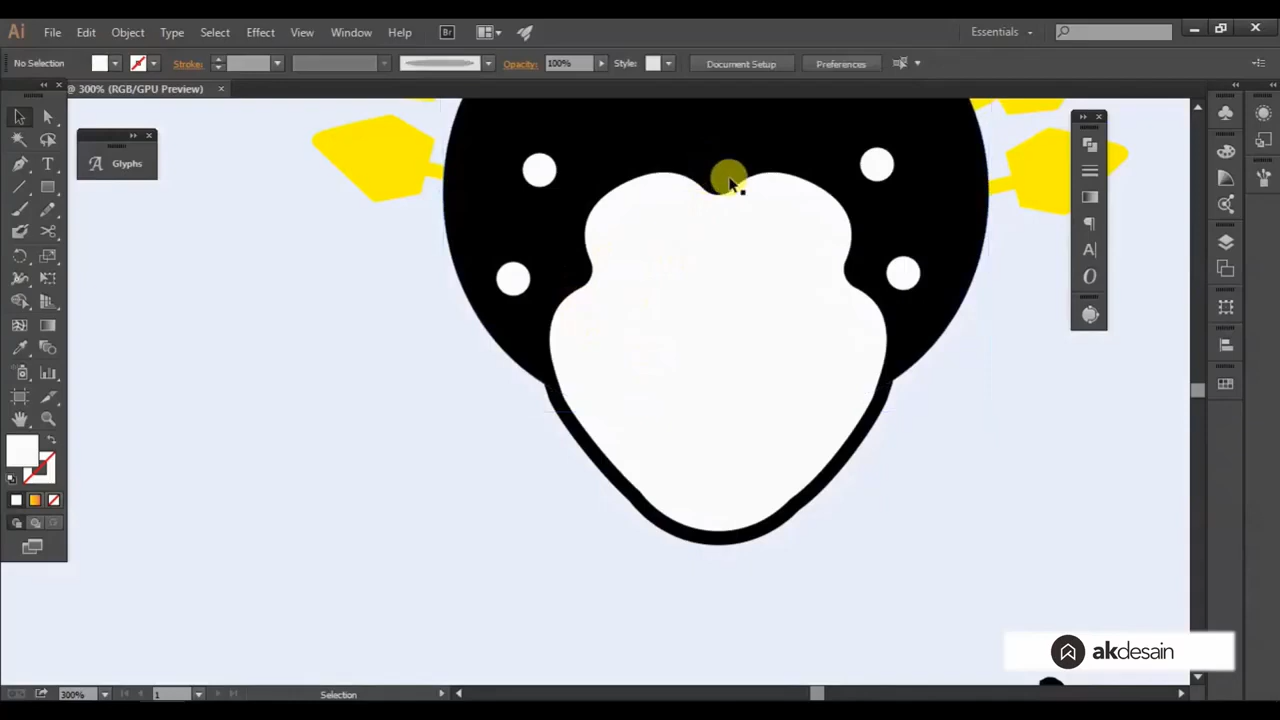 Ai File Edit Object Type Select Effect View Window Help Br Essentials
No Selection Stroke: Opacity: 100% Style: Document Setup Preferences
@ 300% (RGB/GPU Preview)
A Glyphs
T
A
O
akdesain
300% 1 Selection